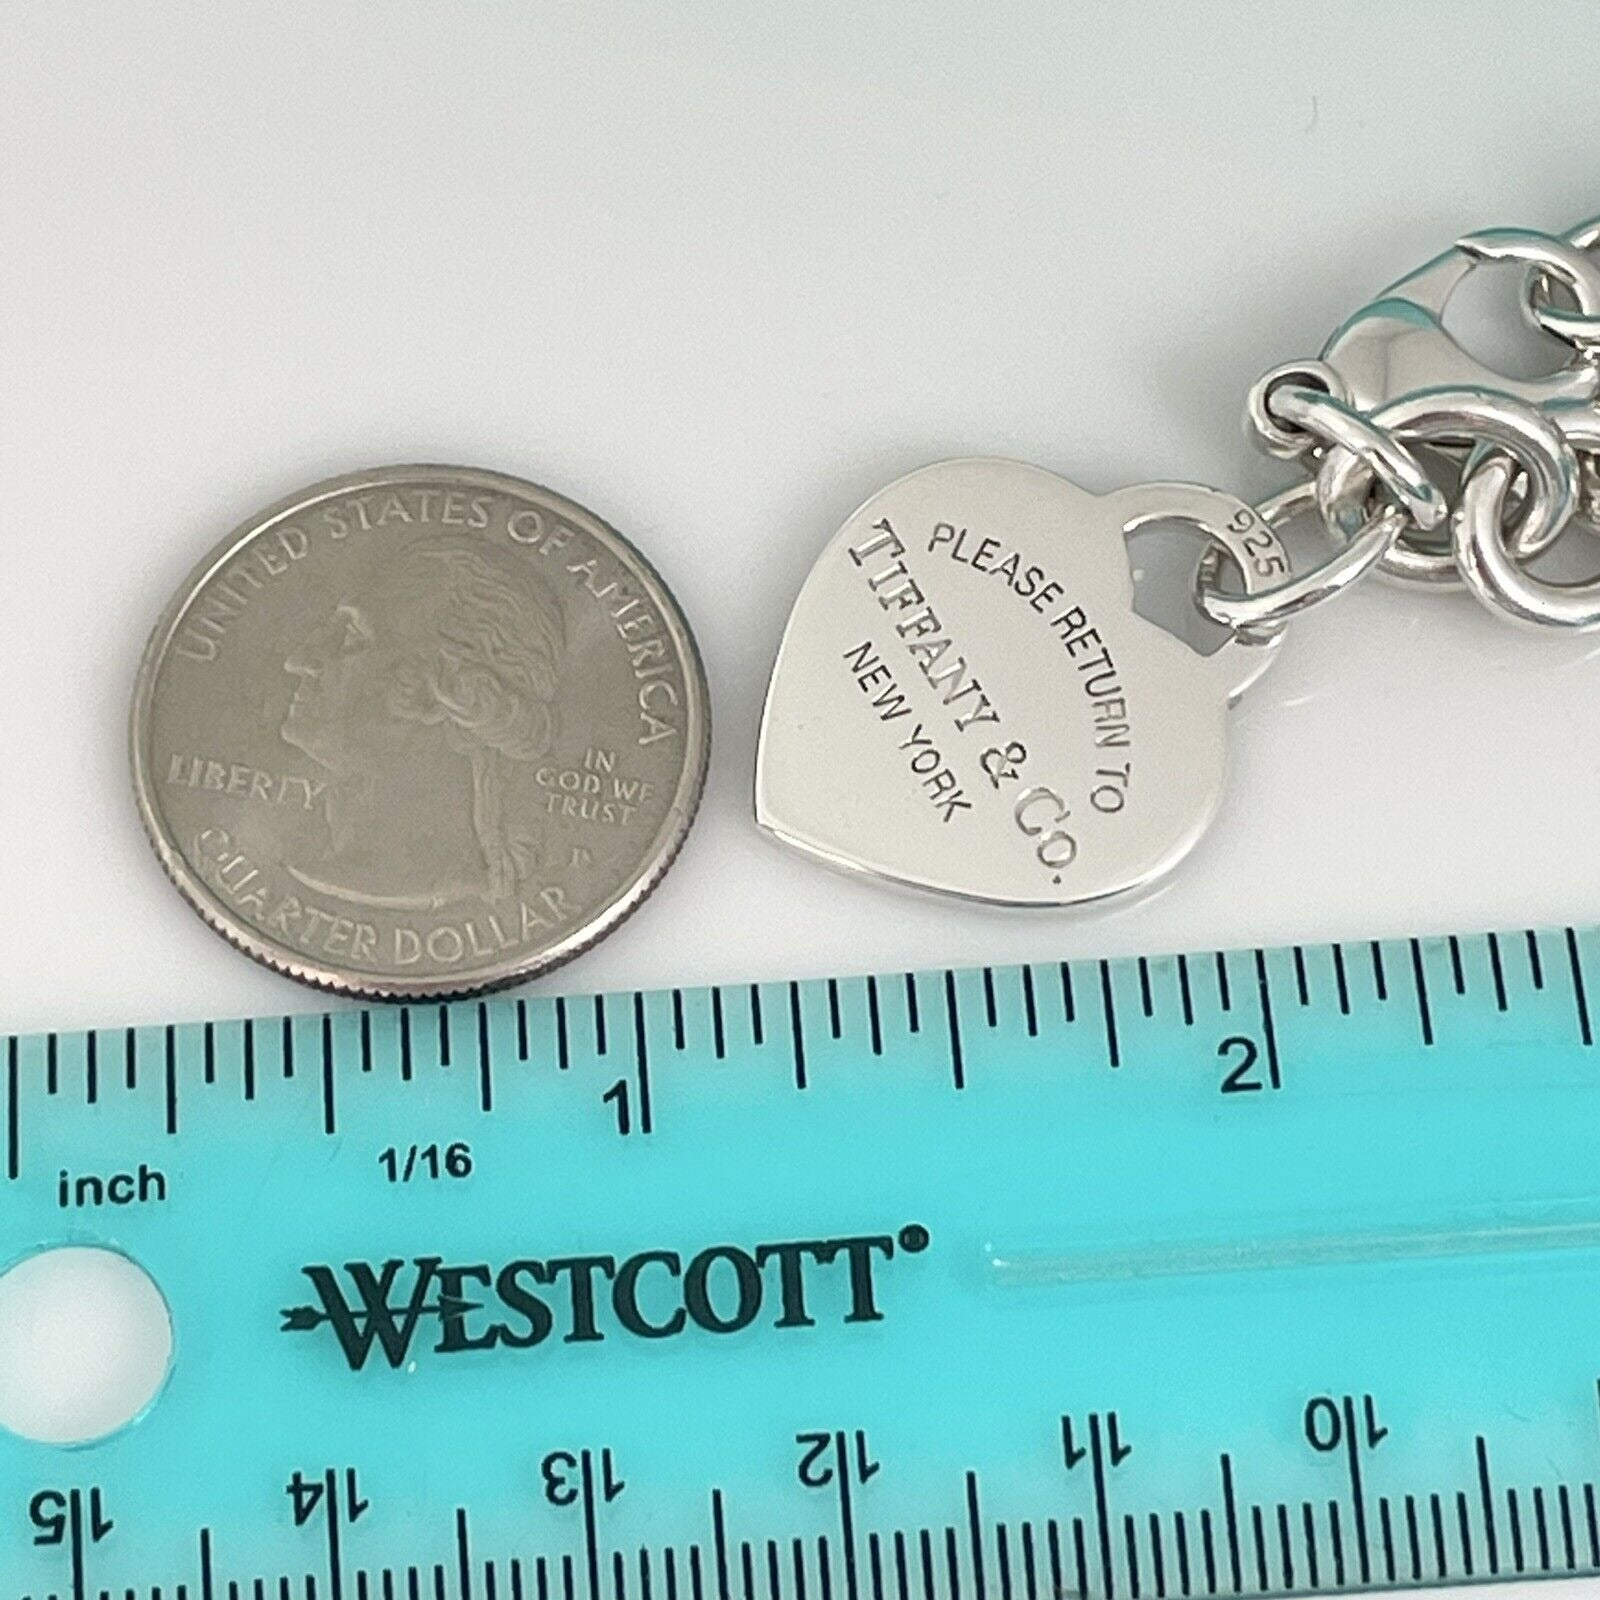 UNITED STATES OF AMERICA
LIBERTY
IN
GOD WE
TRUST
QUARTER DOLLAR
925
PLEASE RETURN TO
TIFFANY & CO.
NEW YORK
1
2
inch
1/16
WESTCOTT®
15
14
13
12
11
10